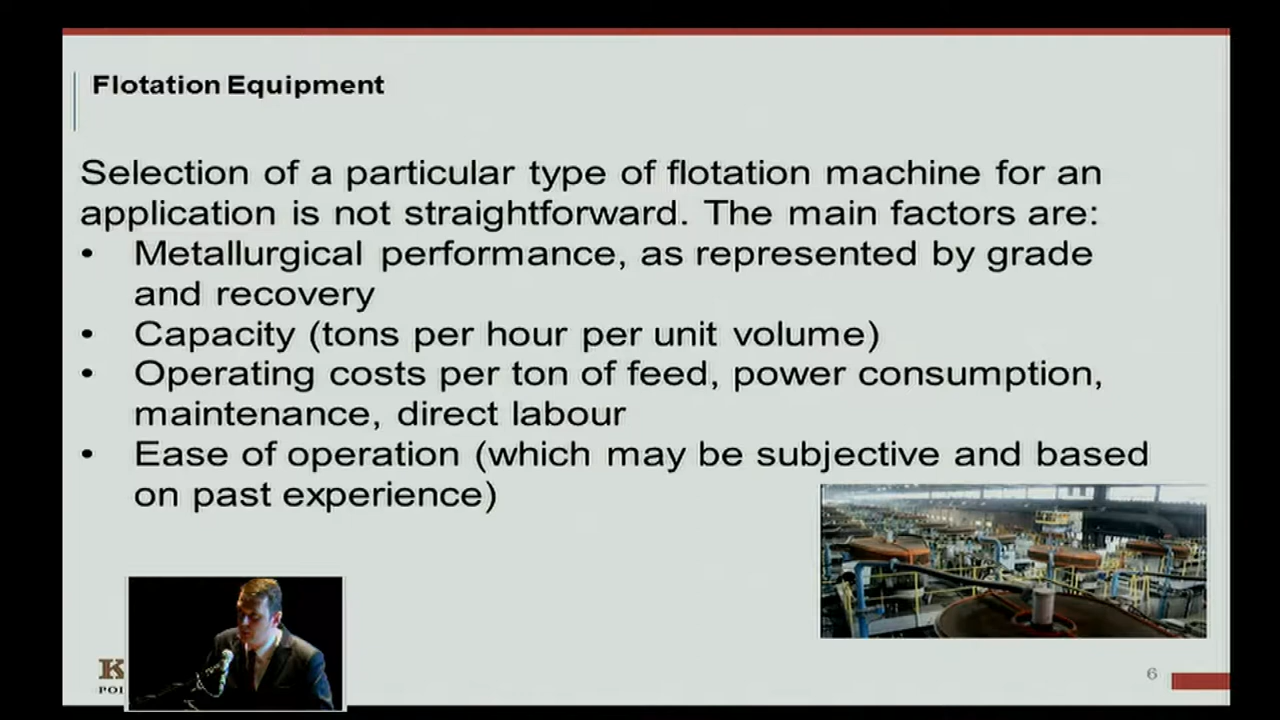 Flotation Equipment
Selection of a particular type of flotation machine for an
application is not straightforward. The main factors are:
• Metallurgical performance, as represented by grade
and recovery
• Capacity (tons per hour per unit volume)
• Operating costs per ton of feed, power consumption,
maintenance, direct labour
• Ease of operation (which may be subjective and based
on past experience)
6